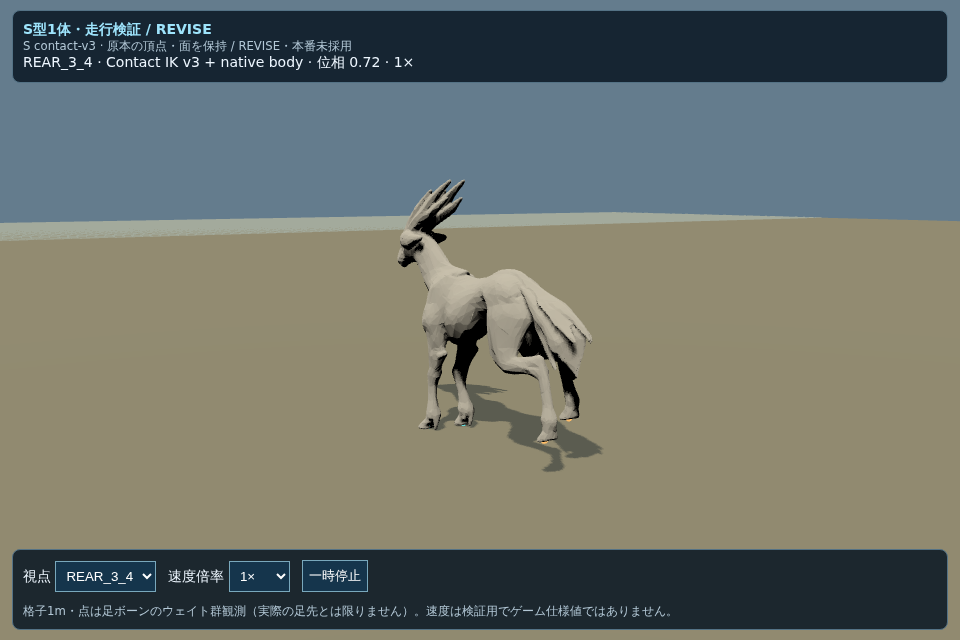 S型1体・走行検証 / REVISE
S contact-v3 · 原本の頂点・面を保持 / REVISE・本番未採用
REAR_3_4 · Contact IK v3 + native body · 位相 0.72 · 1×
視点 REAR_3_4 速度倍率 1× 一時停止
格子1m・点は足ボーンのウェイト群観測（実際の足先とは限りません）。速度は検証用でゲーム仕様値ではありません。